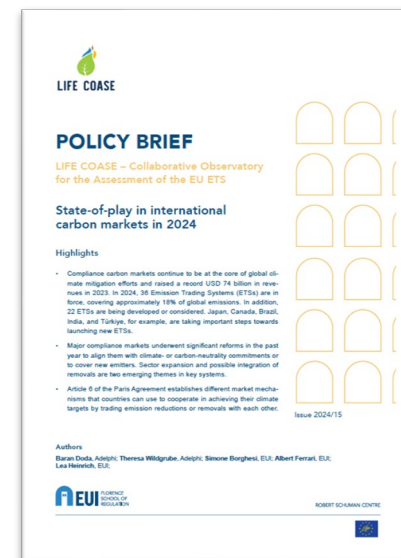 LIFE COASE
POLICY BRIEF
LIFE COASE – Collaborative Observatory
for the Assessment of the EU ETS
State-of-play in international
carbon markets in 2024
Highlights
• Compliance carbon markets continue to be at the core of global cli-
mate mitigation efforts and raised a record USD 74 billion in reve-
nues in 2023. In 2024, 36 Emission Trading Systems (ETSs) are in
force, covering approximately 18% of global emissions. In addition,
22 ETSs are being developed or considered. Japan, Canada, Brazil,
India, and Türkiye, for example, are taking important steps towards
launching new ETSs.
• Major compliance markets underwent significant reforms in the past
year to align them with climate- or carbon-neutrality commitments or
to cover new emitters. Sector expansion and possible integration of
removals are two emerging themes in key systems.
• Article 6 of the Paris Agreement establishes different market mecha-
nisms that countries can use to cooperate in achieving their climate
targets by trading emission reductions or removals with each other.
Issue 2024/15
Authors
Baran Doda, Adelphi; Theresa Wildgrube, Adelphi; Simone Borghesi, EUI; Albert Ferrari, EUI;
Lea Heinrich, EUI;
EUI
FLORENCE
SCHOOL OF
REGULATION
ROBERT SCHUMAN CENTRE